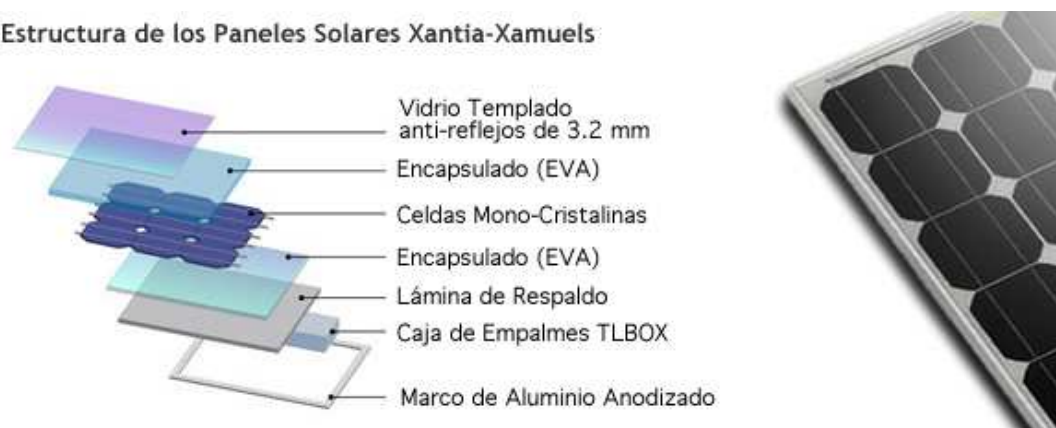 Estructura de los Paneles Solares Xantia-Xamuels
Vidrio Templado
anti-reflejos de 3.2 mm
Encapsulado (EVA)
Celdas Mono-Cristalinas
Encapsulado (EVA)
Lámina de Respaldo
Caja de Empalmes TLBOX
Marco de Aluminio Anodizado